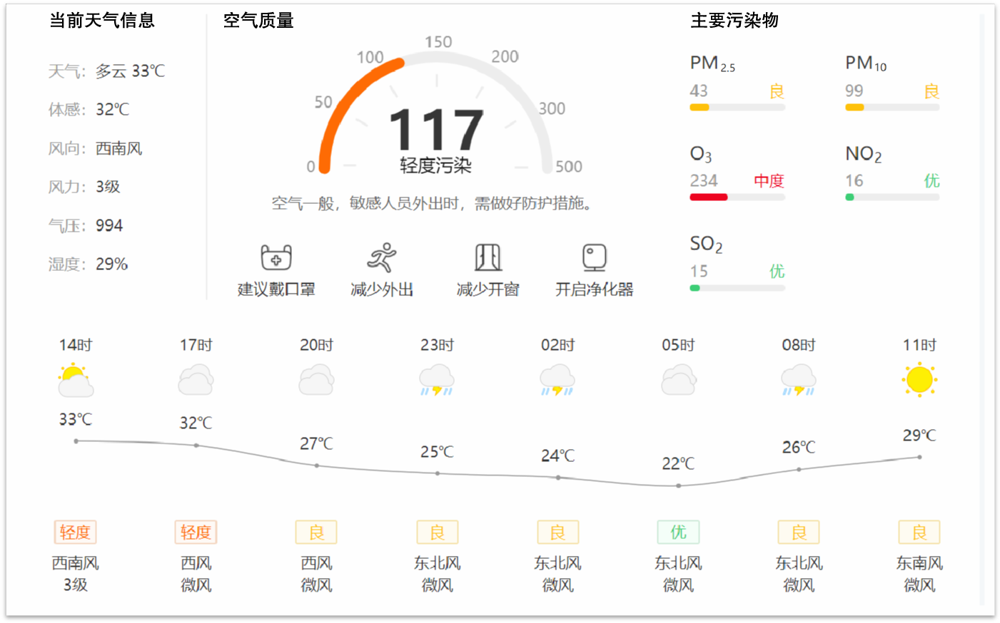 当前天气信息
天气：多云 33℃
体感：32℃
风向：西南风
风力：3级
气压：994
湿度：29%
空气质量
0
50
100
150
200
300
500
117
轻度污染
空气一般，敏感人员外出时，需做好防护措施。
建议戴口罩
减少外出
减少开窗
开启净化器
主要污染物
PM2.5
43 良
PM10
99 良
O3
234 中度
NO2
16 优
SO2
15 优
14时 17时 20时 23时 02时 05时 08时 11时
33℃ 32℃ 27℃ 25℃ 24℃ 22℃ 26℃ 29℃
轻度 轻度 良 良 良 优 良 良
西南风 西风 西风 东北风 东北风 东北风 东北风 东南风
3级 微风 微风 微风 微风 微风 微风 微风